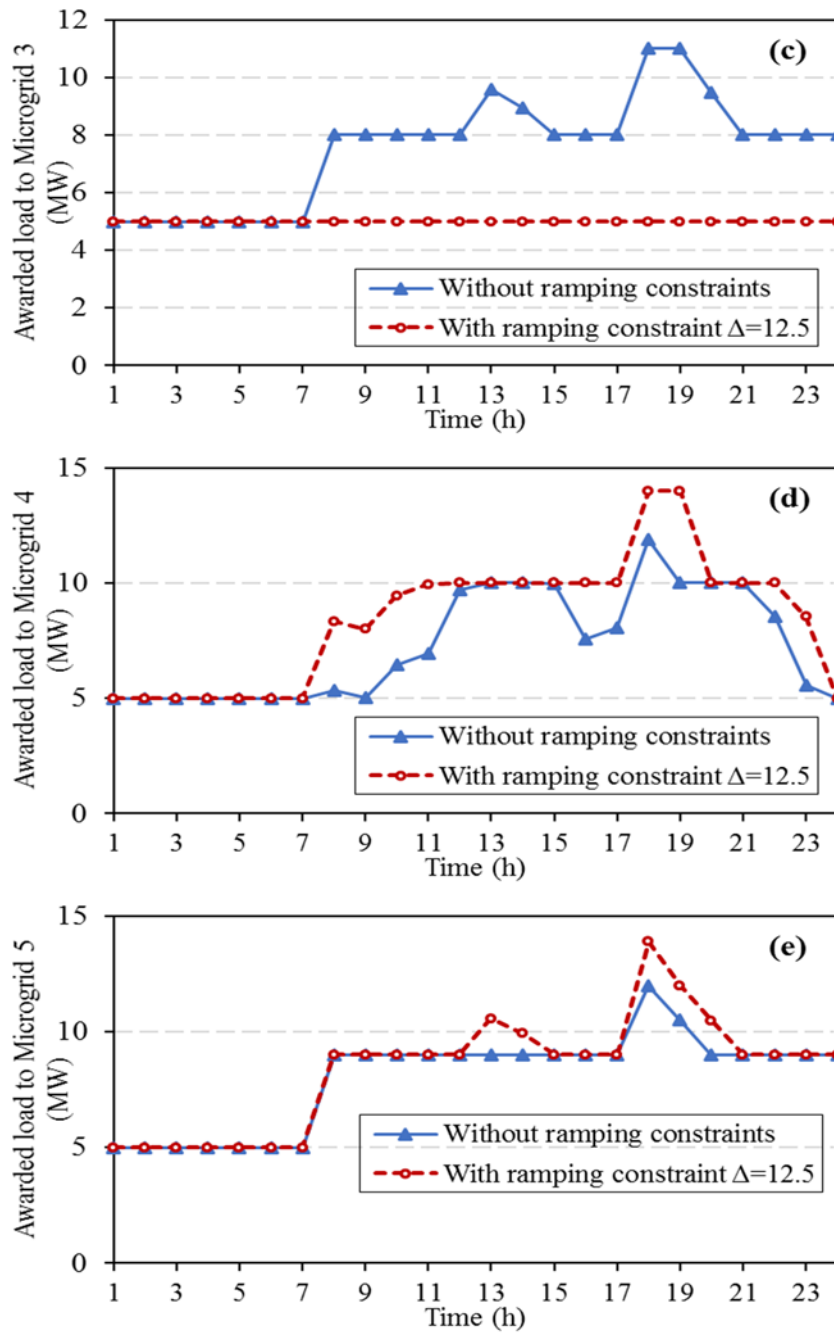 Awarded load to Microgrid 3
(MW)
12
10
8
6
4
2
0
(c)
Without ramping constraints
With ramping constraint Δ=12.5
1 3 5 7 9 11 13 15 17 19 21 23
Time (h)
Awarded load to Microgrid 4
(MW)
15
10
5
0
(d)
Without ramping constraints
With ramping constraint Δ=12.5
1 3 5 7 9 11 13 15 17 19 21 23
Time (h)
Awarded load to Microgrid 5
(MW)
15
10
5
0
(e)
Without ramping constraints
With ramping constraint Δ=12.5
1 3 5 7 9 11 13 15 17 19 21 23
Time (h)